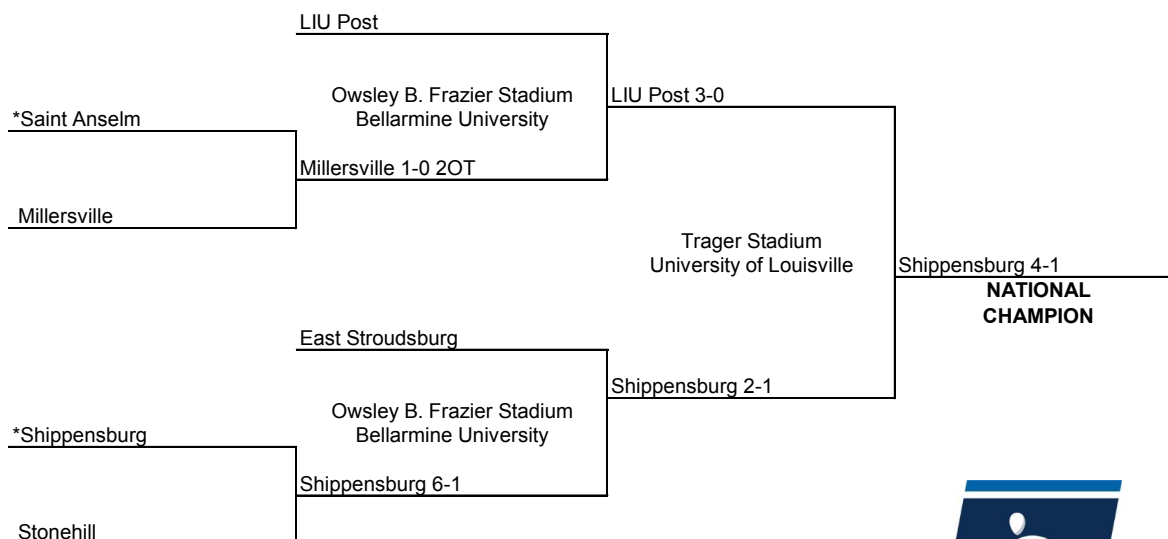 LIU Post
Owsley B. Frazier Stadium
Bellarmine University
LIU Post 3-0
*Saint Anselm
Millersville 1-0 2OT
Millersville
Trager Stadium
University of Louisville
Shippensburg 4-1
NATIONAL
CHAMPION
East Stroudsburg
Shippensburg 2-1
Owsley B. Frazier Stadium
Bellarmine University
*Shippensburg
Shippensburg 6-1
Stonehill